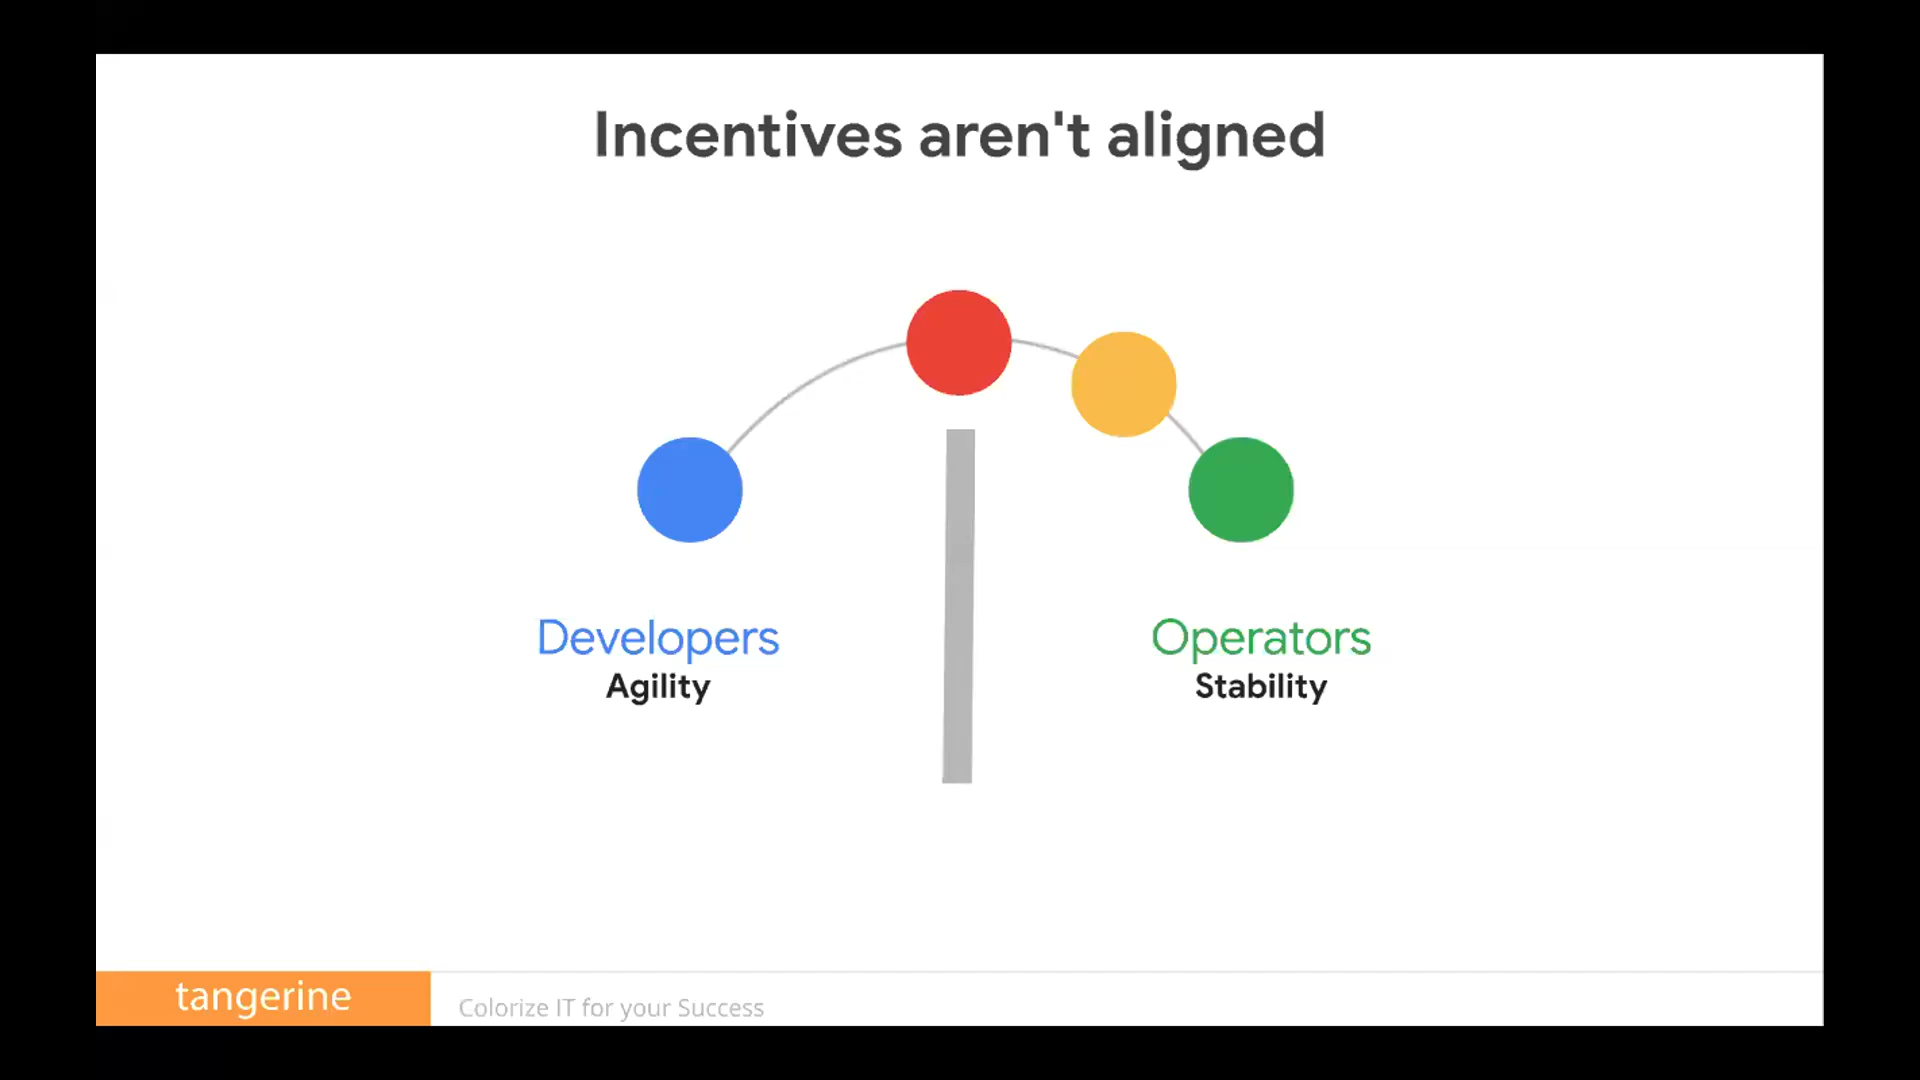 Incentives aren't aligned
Developers
Agility
Operators
Stability
tangerine
Colorize IT for your Success